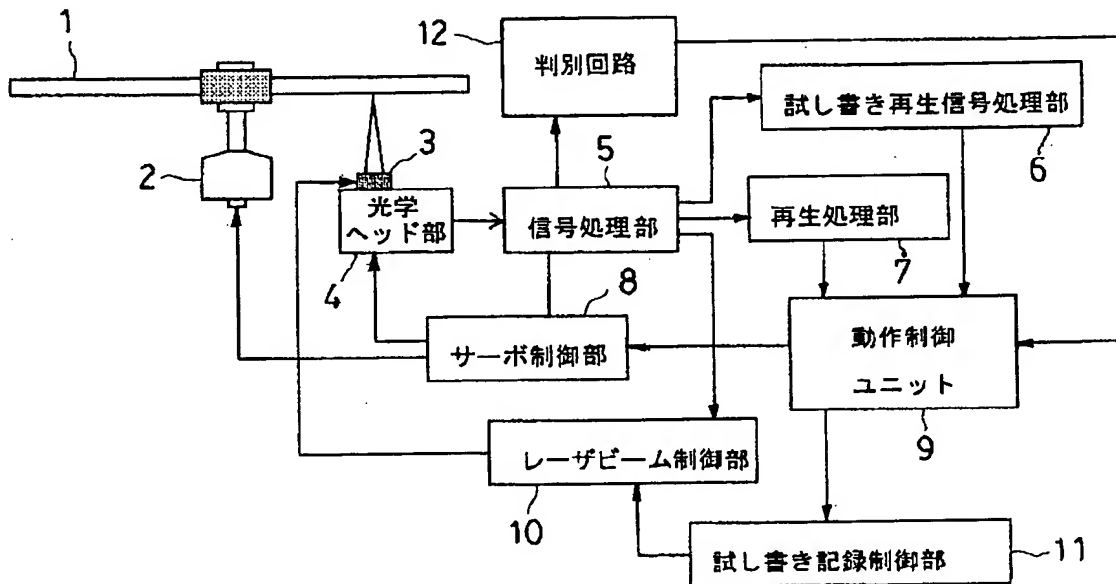 1
12
判別回路
試し書き再生信号処理部
6
3
5
2
光学
ヘッド部
4
信号処理部
再生処理部
7
8
サーボ制御部
動作制御
ユニット
9
レーザビーム制御部
10
試し書き記録制御部
11